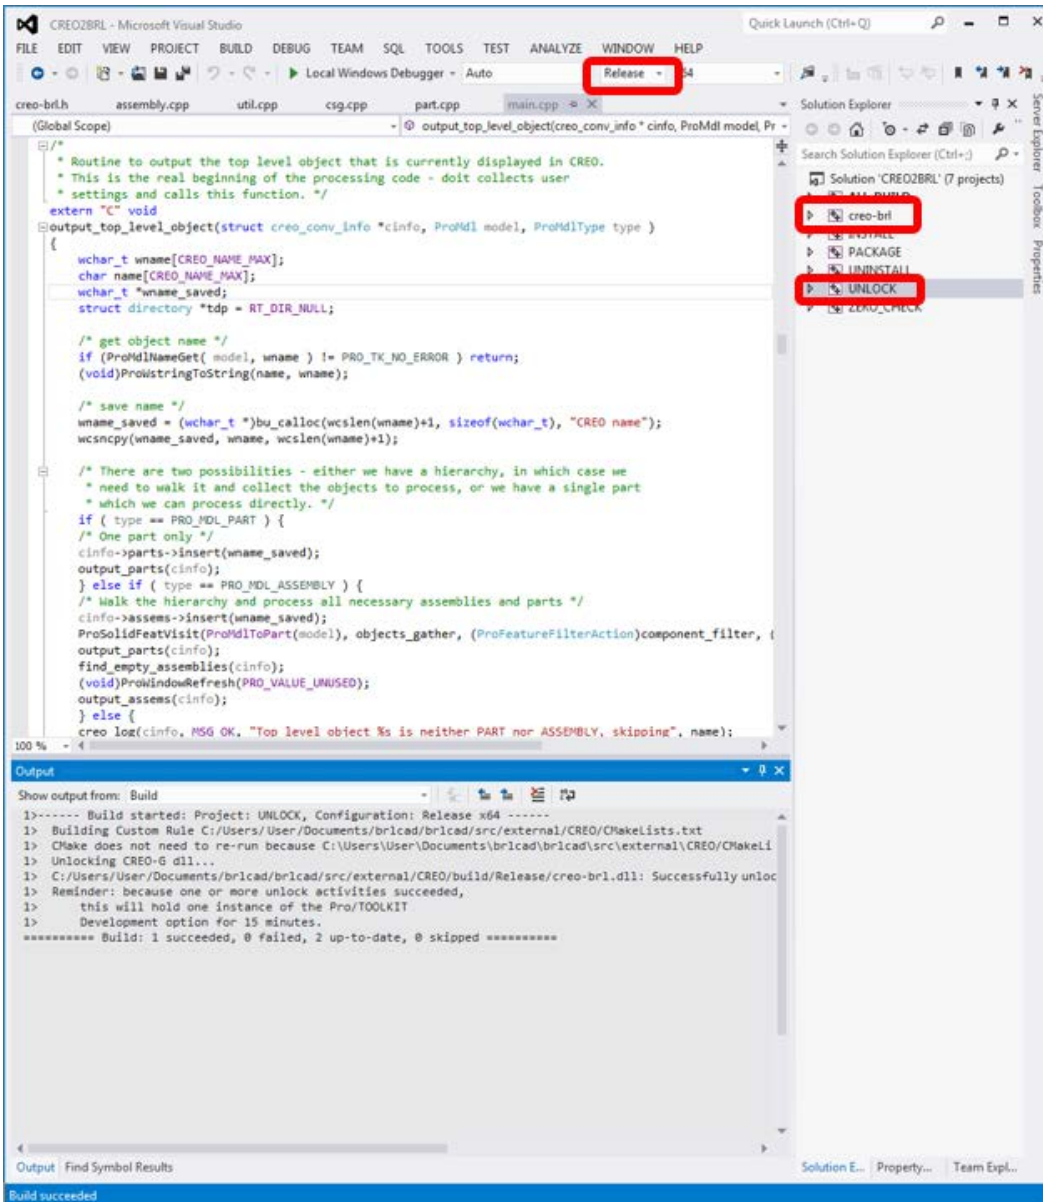 CREO2BRL - Microsoft Visual Studio
Quick Launch (Ctrl+Q)
FILE EDIT VIEW PROJECT BUILD DEBUG TEAM SQL TOOLS TEST ANALYZE WINDOW HELP
Local Windows Debugger Auto Release 64
creo-brl.h assembly.cpp util.cpp csg.cpp part.cpp main.cpp
(Global Scope) output_top_level_object(creo_conv_info * cinfo, ProMdl model, Pr
/*
* Routine to output the top level object that is currently displayed in CREO.
* This is the real beginning of the processing code - doit collects user
* settings and calls this function. */
extern "C" void
output_top_level_object(struct creo_conv_info *cinfo, ProMdl model, ProMdlType type )
{
wchar_t wname[CREO_NAME_MAX];
char name[CREO_NAME_MAX];
wchar_t *wname_saved;
struct directory *tdp = RT_DIR_NULL;
/* get object name */
if (ProMdlNameGet( model, wname ) != PRO_TK_NO_ERROR ) return;
(void)ProWstringToString(name, wname);
/* save name */
wname_saved = (wchar_t *)bu_calloc(wcslen(wname)+1, sizeof(wchar_t), "CREO name");
wcsncpy(wname_saved, wname, wcslen(wname)+1);
/* There are two possibilities - either we have a hierarchy, in which case we
* need to walk it and collect the objects to process, or we have a single part
* which we can process directly. */
if ( type == PRO_MDL_PART ) {
/* One part only */
cinfo->parts->insert(wname_saved);
output_parts(cinfo);
} else if ( type == PRO_MDL_ASSEMBLY ) {
/* Walk the hierarchy and process all necessary assemblies and parts */
cinfo->assems->insert(wname_saved);
ProSolidFeatVisit(ProMdlToPart(model), objects_gather, (ProFeatureFilterAction)component_filter, (
output_parts(cinfo);
find_empty_assemblies(cinfo);
(void)ProWindowRefresh(PRO_VALUE_UNUSED);
output_assems(cinfo);
} else {
creo_log(cinfo, MSG_OK, "Top level object %s is neither PART nor ASSEMBLY, skipping", name);
100 %
Output
Show output from: Build
1>------ Build started: Project: UNLOCK, Configuration: Release x64 ------
1> Building Custom Rule C:/Users/User/Documents/brlcad/brlcad/src/external/CREO/CMakeLists.txt
1> CMake does not need to re-run because C:\Users\User\Documents\brlcad\brlcad\src\external\CREO/CMakeLi
1> Unlocking CREO-G dll...
1> C:/Users/User/Documents/brlcad/brlcad/src/external/CREO/build/Release/creo-brl.dll: Successfully unloc
1> Reminder: because one or more unlock activities succeeded,
1> this will hold one instance of the Pro/TOOLKIT
1> Development option for 15 minutes.
========== Build: 1 succeeded, 0 failed, 2 up-to-date, 0 skipped ==========
Output Find Symbol Results
Build succeeded
Solution Explorer
Search Solution Explorer (Ctrl+;)
Solution 'CREO2BRL' (7 projects)
ALL_BUILD
creo-brl
INSTALL
PACKAGE
UNINSTALL
UNLOCK
ZERO_CHECK
Solution E... Property... Team Expl...
Server Explorer
Toolbox
Properties